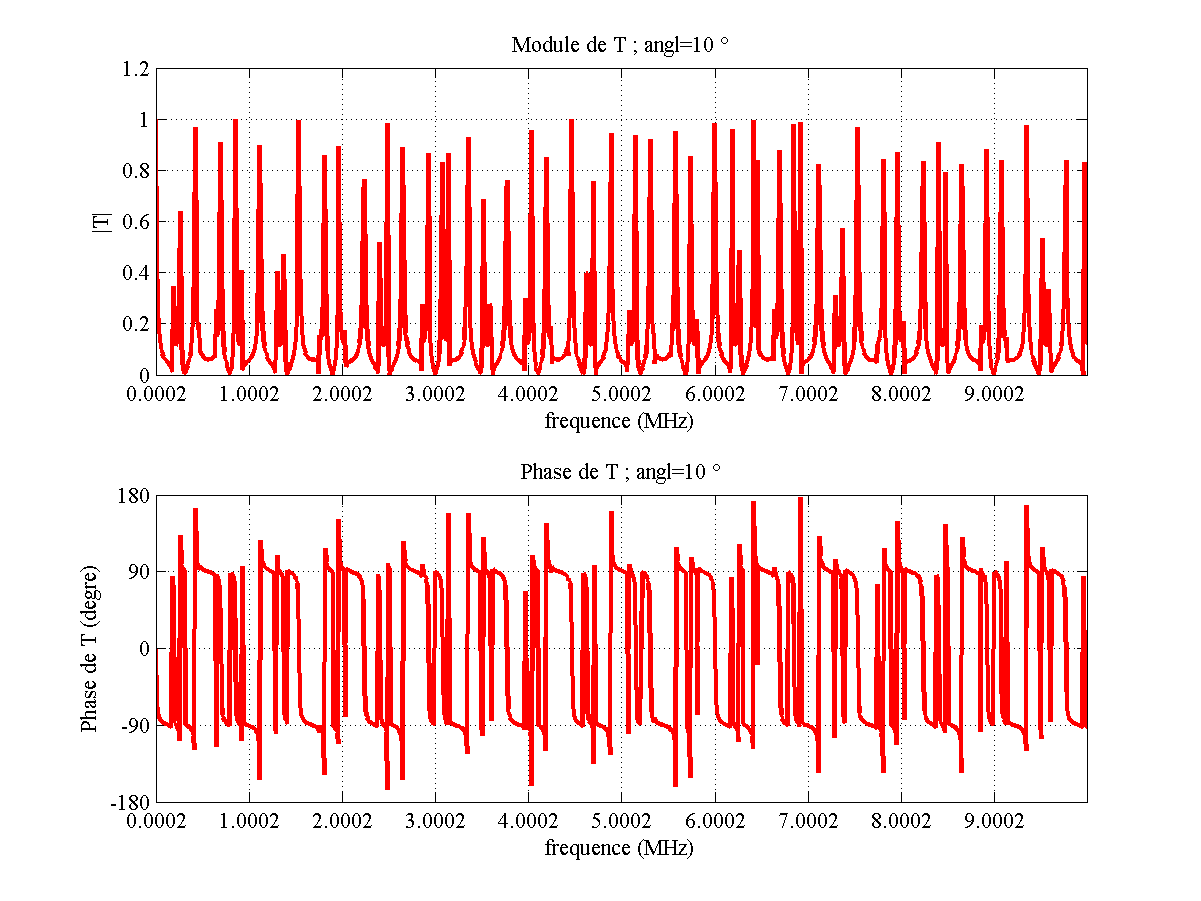 Module de T ; angl=10 °
1.2
1
0.8
0.6
0.4
0.2
0
|T|
0.0002 1.0002 2.0002 3.0002 4.0002 5.0002 6.0002 7.0002 8.0002 9.0002
frequence (MHz)
Phase de T ; angl=10 °
180
90
0
-90
-180
Phase de T (degre)
0.0002 1.0002 2.0002 3.0002 4.0002 5.0002 6.0002 7.0002 8.0002 9.0002
frequence (MHz)